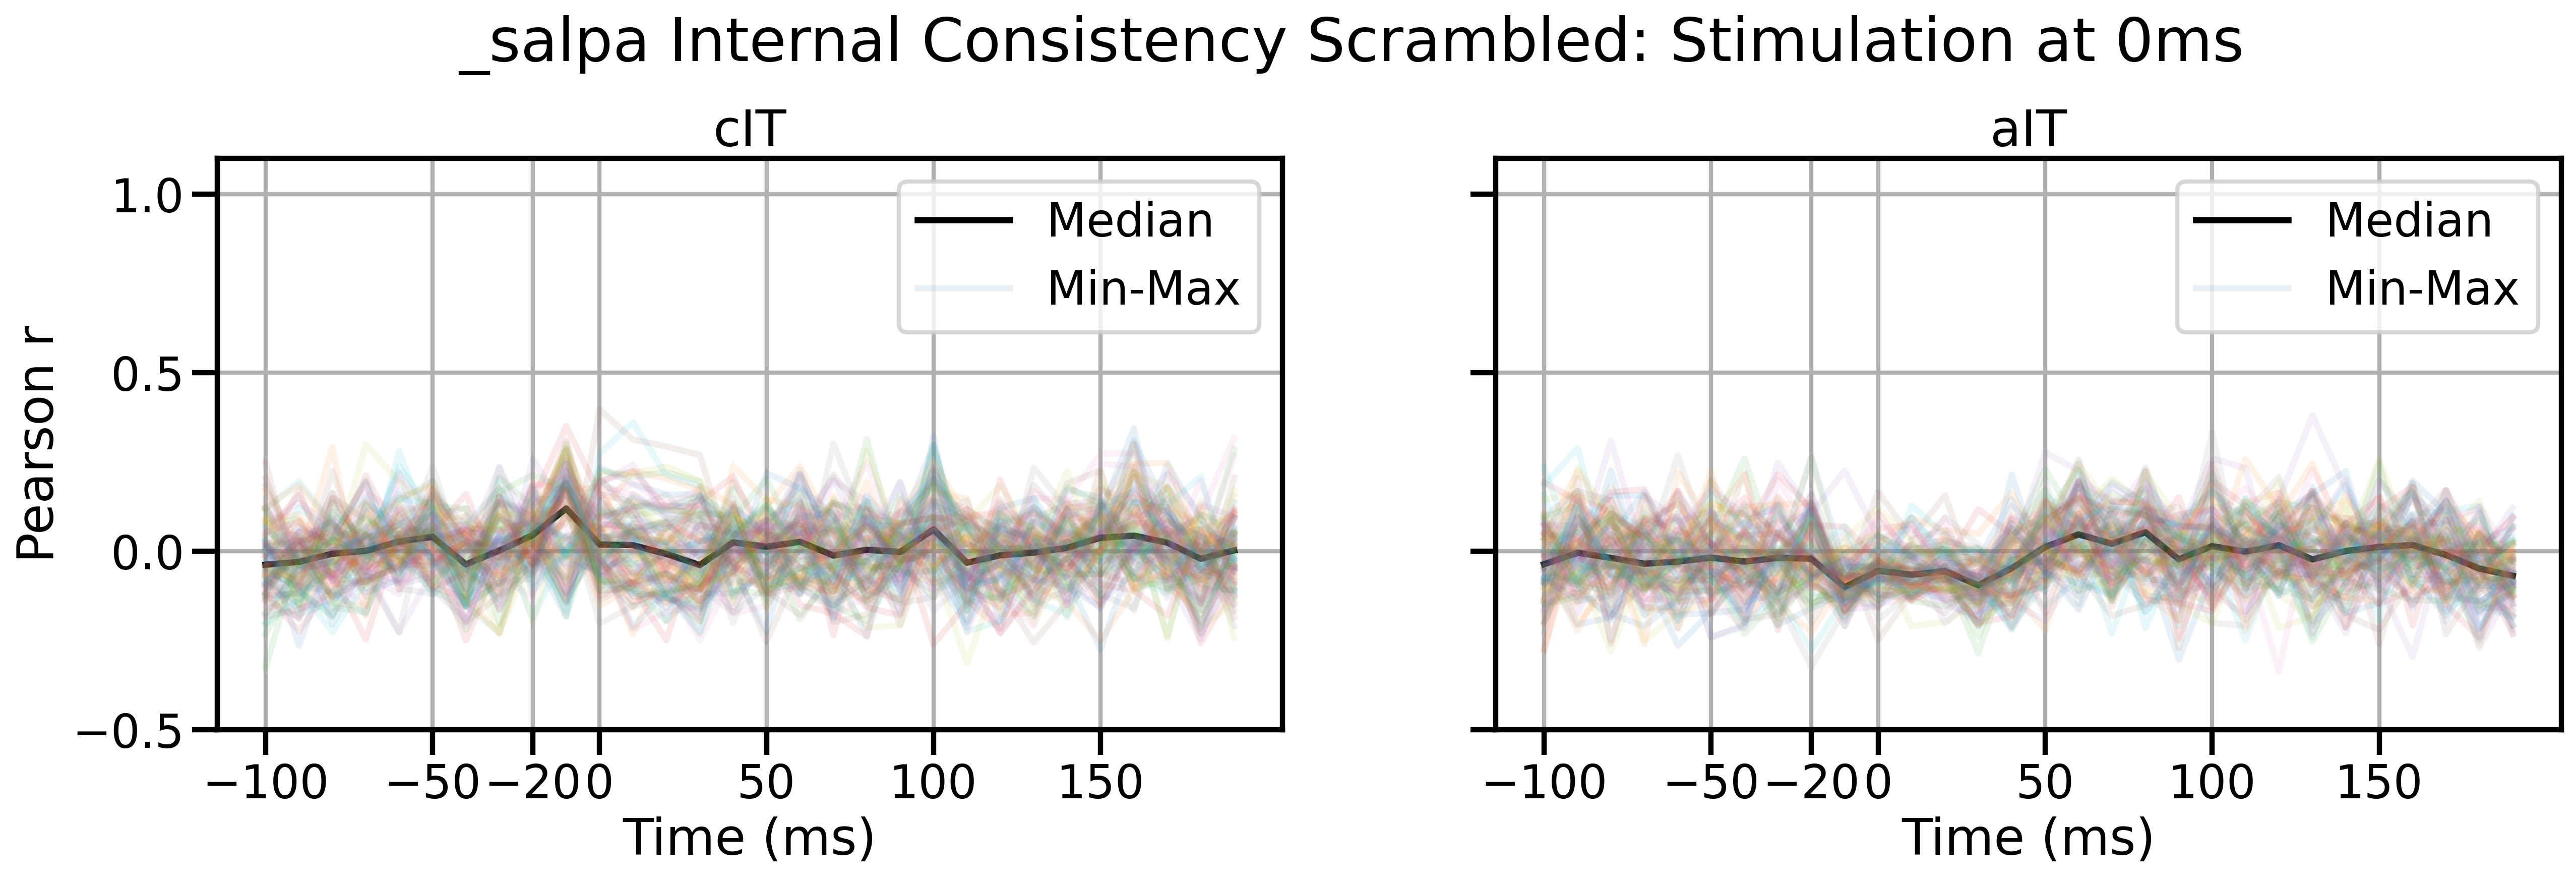 _salpa Internal Consistency Scrambled: Stimulation at 0ms
cIT
1.0
0.5
0.0
−0.5
Pearson r
Median
Min-Max
−100 −50 −20 0 50 100 150
Time (ms)
aIT
Median
Min-Max
−100 −50 −20 0 50 100 150
Time (ms)